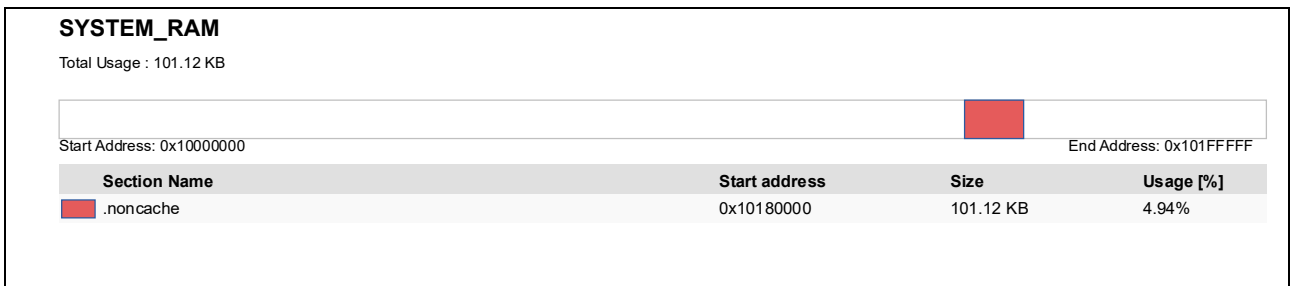 SYSTEM_RAM
Total Usage : 101.12 KB
Start Address: 0x10000000 End Address: 0x101FFFFF
Section Name Start address Size Usage [%]
.noncache 0x10180000 101.12 KB 4.94%